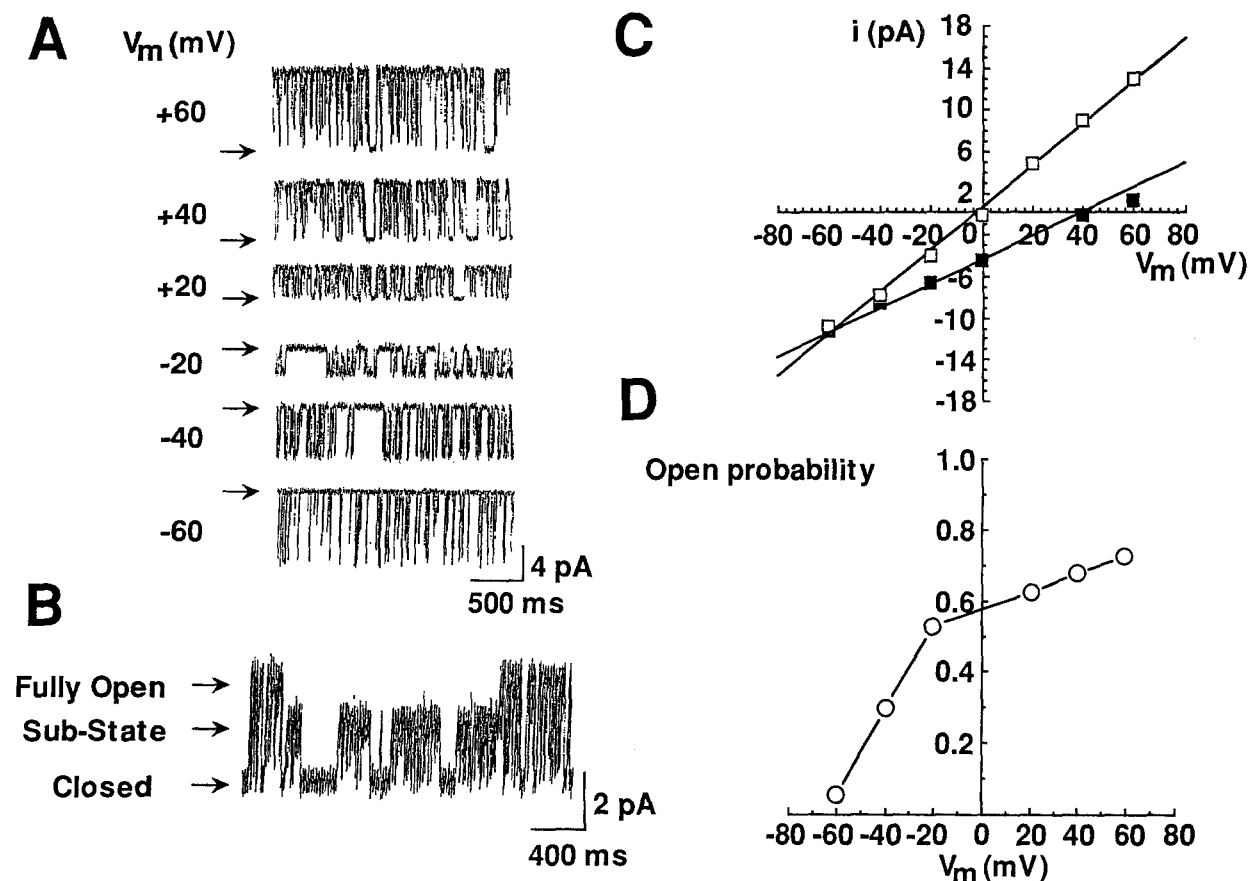 A
Vm (mV)
+60
+40
+20
-20
-40
-60
4 pA
500 ms
B
Fully Open
Sub-State
Closed
2 pA
400 ms
C
i (pA)
18
14
10
6
2
-80 -60 -40 -20 0 20 40 60 80
Vm (mV)
-6
-10
-14
-18
D
Open probability
1.0
0.8
0.6
0.4
0.2
-80 -60 -40 -20 0 20 40 60 80
Vm (mV)